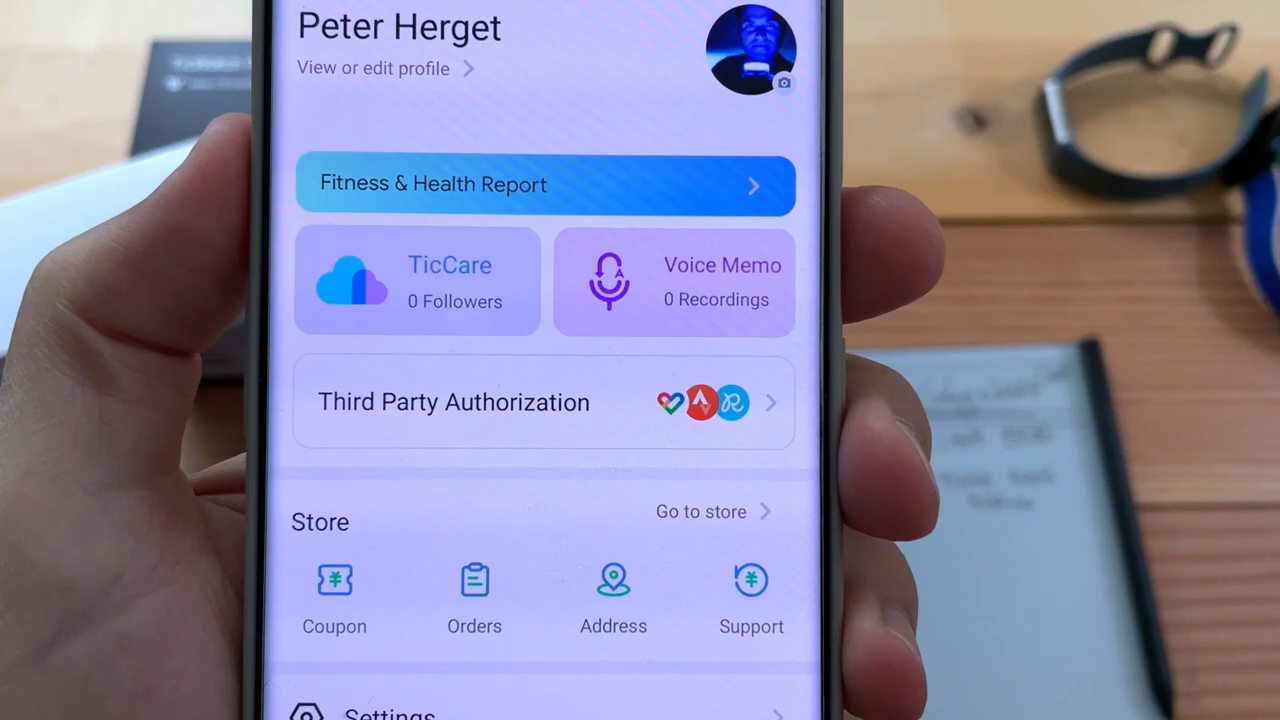 Peter Herget
View or edit profile
Fitness & Health Report
TicCare
0 Followers
Voice Memo
0 Recordings
Third Party Authorization
Store
Go to store
Coupon
Orders
Address
Support
Settings